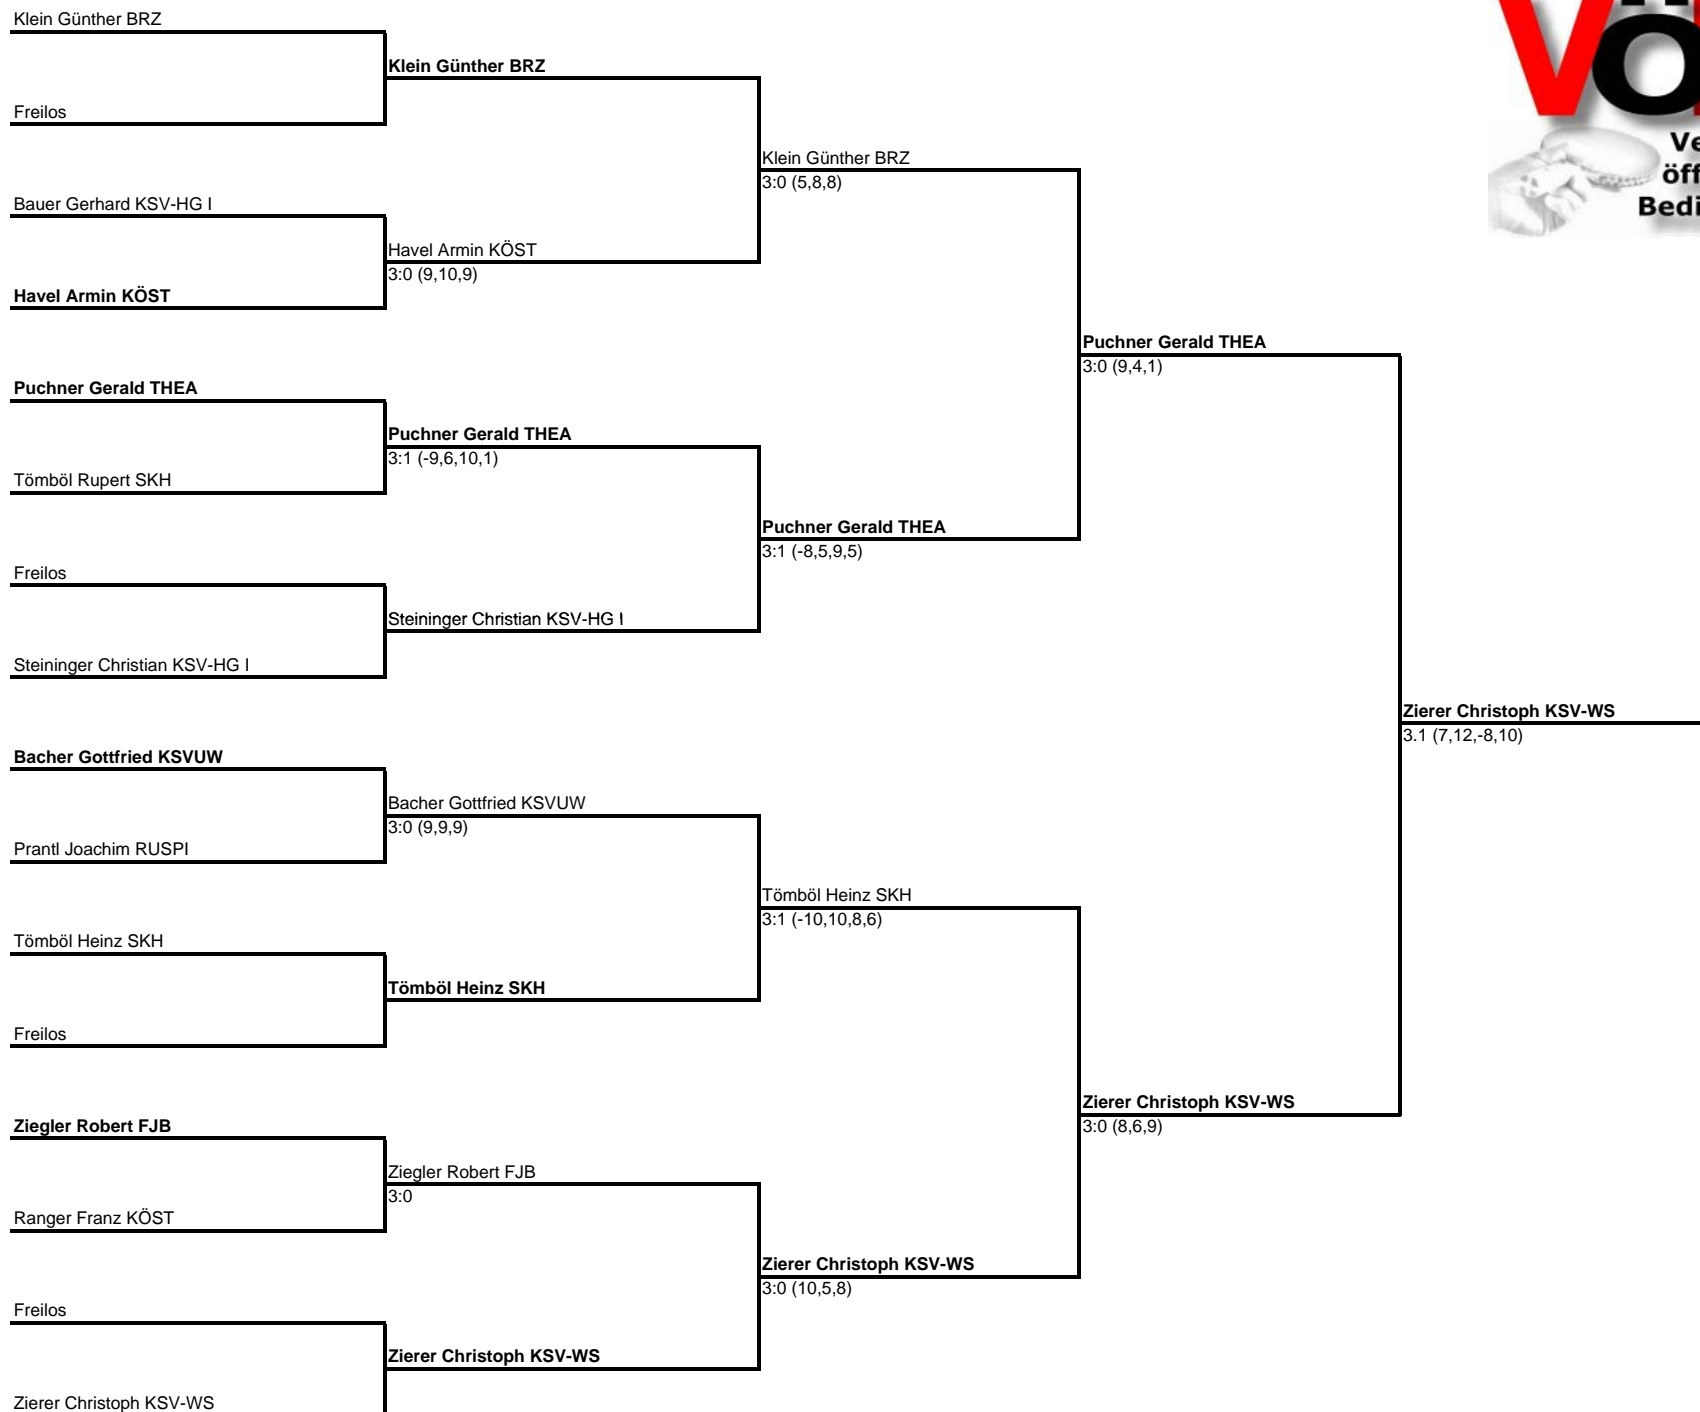 Klein Günther BRZ
Klein Günther BRZ
Freilos
Klein Günther BRZ
3:0 (5,8,8)
Bauer Gerhard KSV-HG I
Havel Armin KÖST
3:0 (9,10,9)
Havel Armin KÖST
Puchner Gerald THEA
3:0 (9,4,1)
Puchner Gerald THEA
Puchner Gerald THEA
3:1 (-9,6,10,1)
Tömböl Rupert SKH
Puchner Gerald THEA
3:1 (-8,5,9,5)
Freilos
Steininger Christian KSV-HG I
Steininger Christian KSV-HG I
Zierer Christoph KSV-WS
3.1 (7,12,-8,10)
Bacher Gottfried KSVUW
Bacher Gottfried KSVUW
3:0 (9,9,9)
Prantl Joachim RUSPI
Tömböl Heinz SKH
3:1 (-10,10,8,6)
Tömböl Heinz SKH
Tömböl Heinz SKH
Freilos
Zierer Christoph KSV-WS
3:0 (8,6,9)
Ziegler Robert FJB
Ziegler Robert FJB
3:0
Ranger Franz KÖST
Zierer Christoph KSV-WS
3:0 (10,5,8)
Freilos
Zierer Christoph KSV-WS
Zierer Christoph KSV-WS